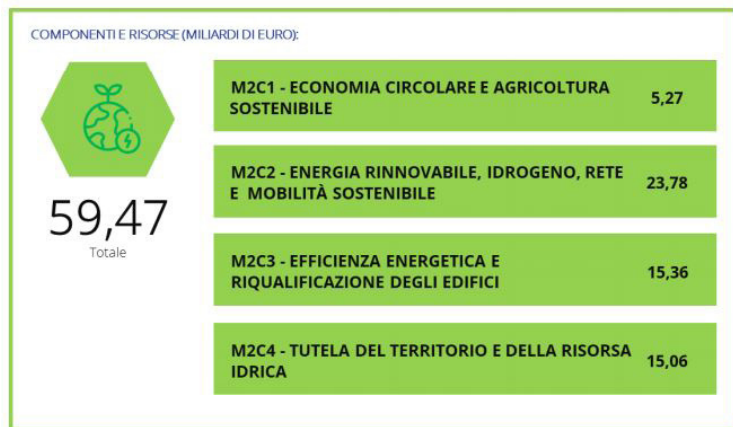 COMPONENTI E RISORSE (MILIARDI DI EURO):
59,47
Totale
M2C1 - ECONOMIA CIRCOLARE E AGRICOLTURA
SOSTENIBILE
5,27
M2C2 - ENERGIA RINNOVABILE, IDROGENO, RETE
E MOBILITÀ SOSTENIBILE
23,78
M2C3 - EFFICIENZA ENERGETICA E
RIQUALIFICAZIONE DEGLI EDIFICI
15,36
M2C4 - TUTELA DEL TERRITORIO E DELLA RISORSA
IDRICA
15,06